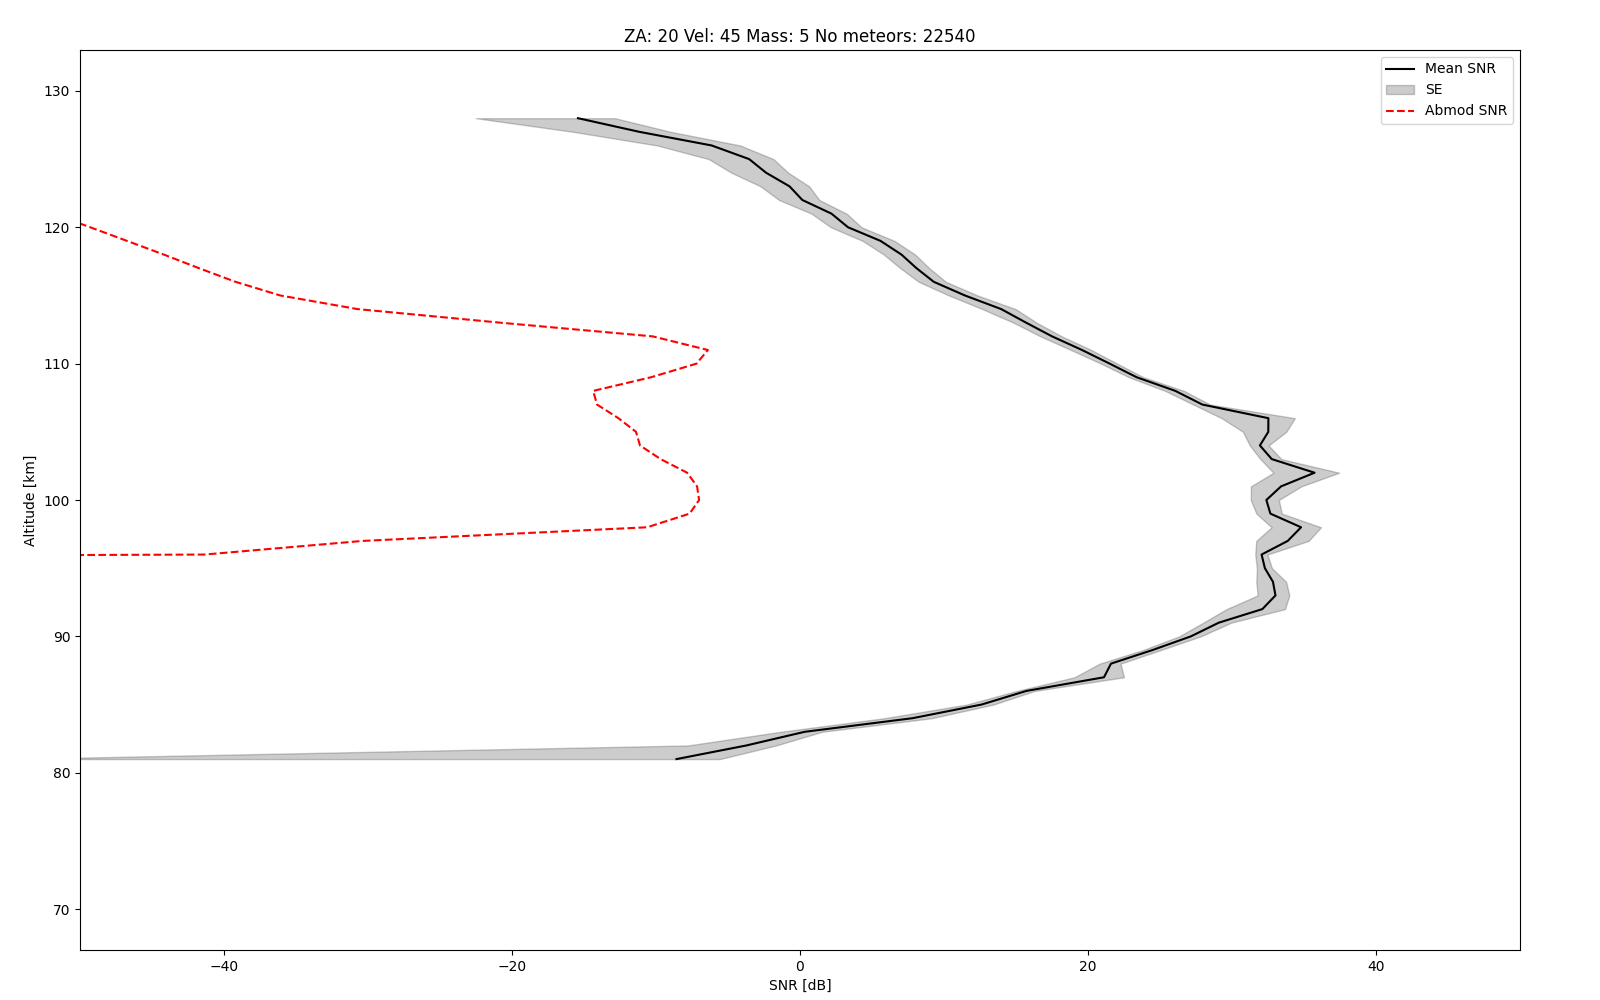 ZA: 20 Vel: 45 Mass: 5 No meteors: 22540
Mean SNR
SE
Abmod SNR
130
120
110
100
90
80
70
Altitude [km]
−40
−20
0
20
40
SNR [dB]